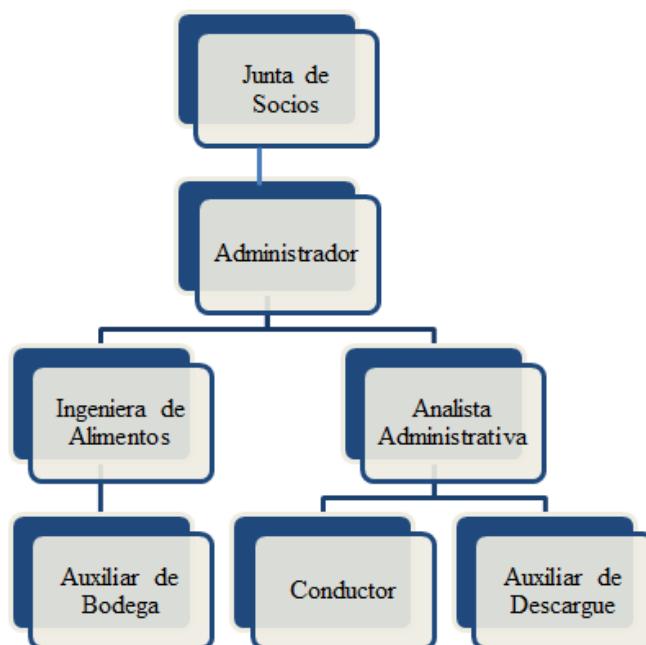 Junta de
Socios
Administrador
Ingeniera de
Alimentos
Analista
Administrativa
Auxiliar de
Bodega
Conductor
Auxiliar de
Descargue